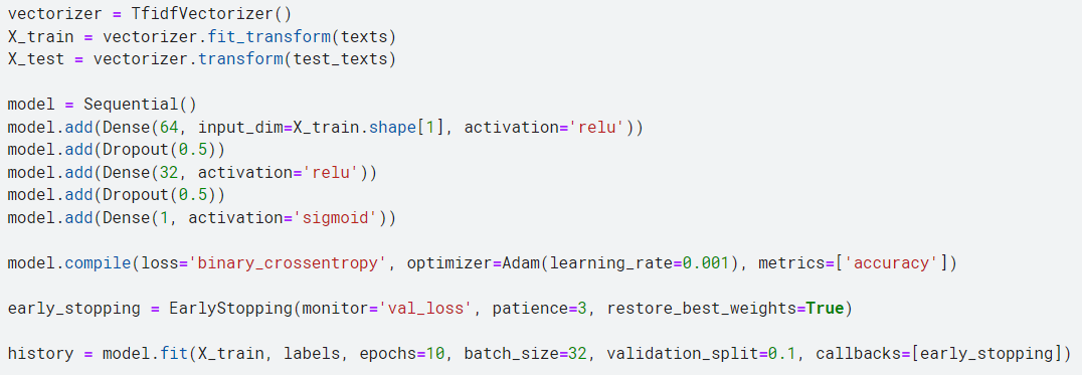 vectorizer = TfidfVectorizer()
X_train = vectorizer.fit_transform(texts)
X_test = vectorizer.transform(test_texts)
model = Sequential()
model.add(Dense(64, input_dim=X_train.shape[1], activation='relu'))
model.add(Dropout(0.5))
model.add(Dense(32, activation='relu'))
model.add(Dropout(0.5))
model.add(Dense(1, activation='sigmoid'))
model.compile(loss='binary_crossentropy', optimizer=Adam(learning_rate=0.001), metrics=['accuracy'])
early_stopping = EarlyStopping(monitor='val_loss', patience=3, restore_best_weights=True)
history = model.fit(X_train, labels, epochs=10, batch_size=32, validation_split=0.1, callbacks=[early_stopping])